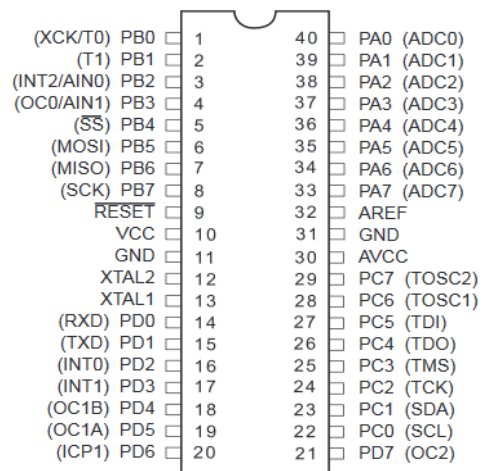 (XCK/T0) PB0 1 40 PA0 (ADC0)
(T1) PB1 2 39 PA1 (ADC1)
(INT2/AIN0) PB2 3 38 PA2 (ADC2)
(OC0/AIN1) PB3 4 37 PA3 (ADC3)
(SS) PB4 5 36 PA4 (ADC4)
(MOSI) PB5 6 35 PA5 (ADC5)
(MISO) PB6 7 34 PA6 (ADC6)
(SCK) PB7 8 33 PA7 (ADC7)
RESET 9 32 AREF
VCC 10 31 GND
GND 11 30 AVCC
XTAL2 12 29 PC7 (TOSC2)
XTAL1 13 28 PC6 (TOSC1)
(RXD) PD0 14 27 PC5 (TDI)
(TXD) PD1 15 26 PC4 (TDO)
(INT0) PD2 16 25 PC3 (TMS)
(INT1) PD3 17 24 PC2 (TCK)
(OC1B) PD4 18 23 PC1 (SDA)
(OC1A) PD5 19 22 PC0 (SCL)
(ICP1) PD6 20 21 PD7 (OC2)